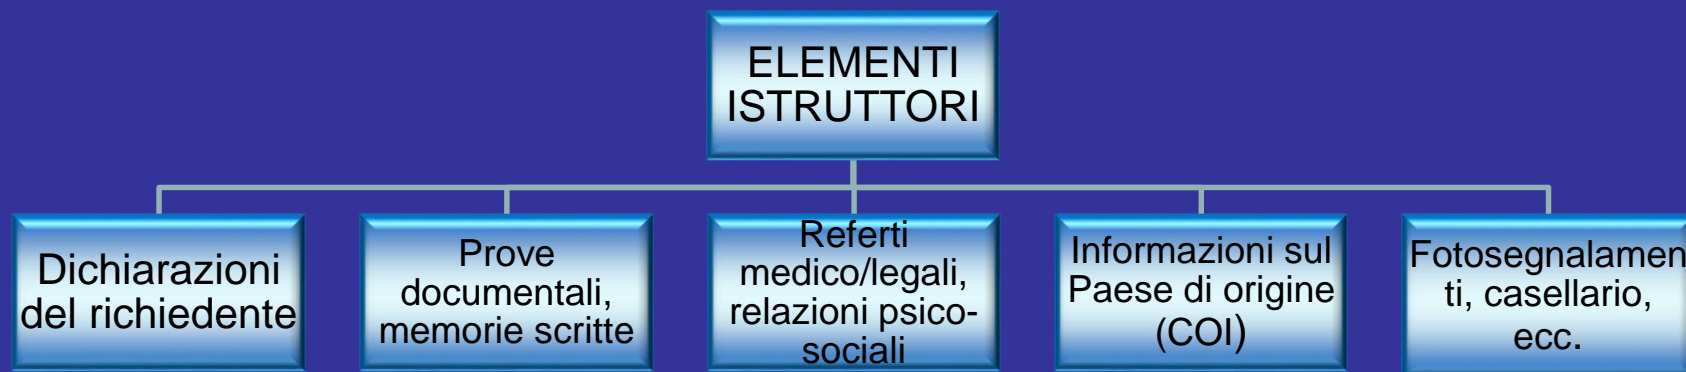 ELEMENTI
ISTRUTTORI
Dichiarazioni
del richiedente
Prove
documentali,
memorie scritte
Referti
medico/legali,
relazioni psico-
sociali
Informazioni sul
Paese di origine
(COI)
Fotosegnalamen
ti, casellario,
ecc.